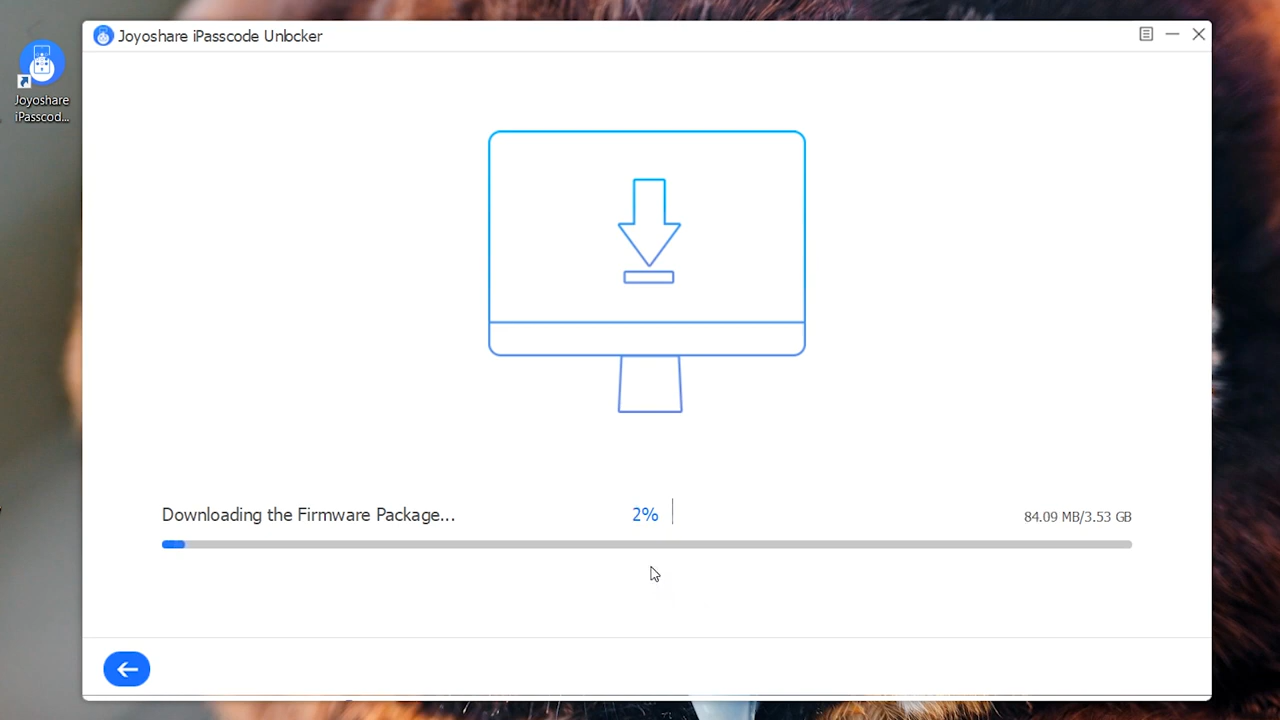 Joyoshare iPasscode Unlocker
Joyoshare
iPasscod...
Downloading the Firmware Package...
2%
84.09 MB/3.53 GB